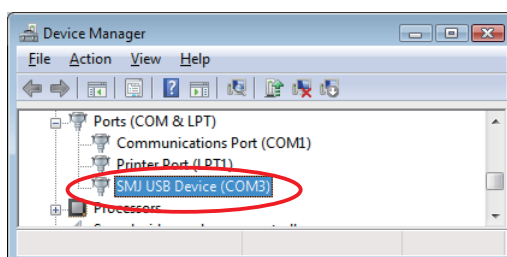 Device Manager
File Action View Help
Ports (COM & LPT)
Communications Port (COM1)
Printer Port (LPT1)
SMJ USB Device (COM3)
Processors